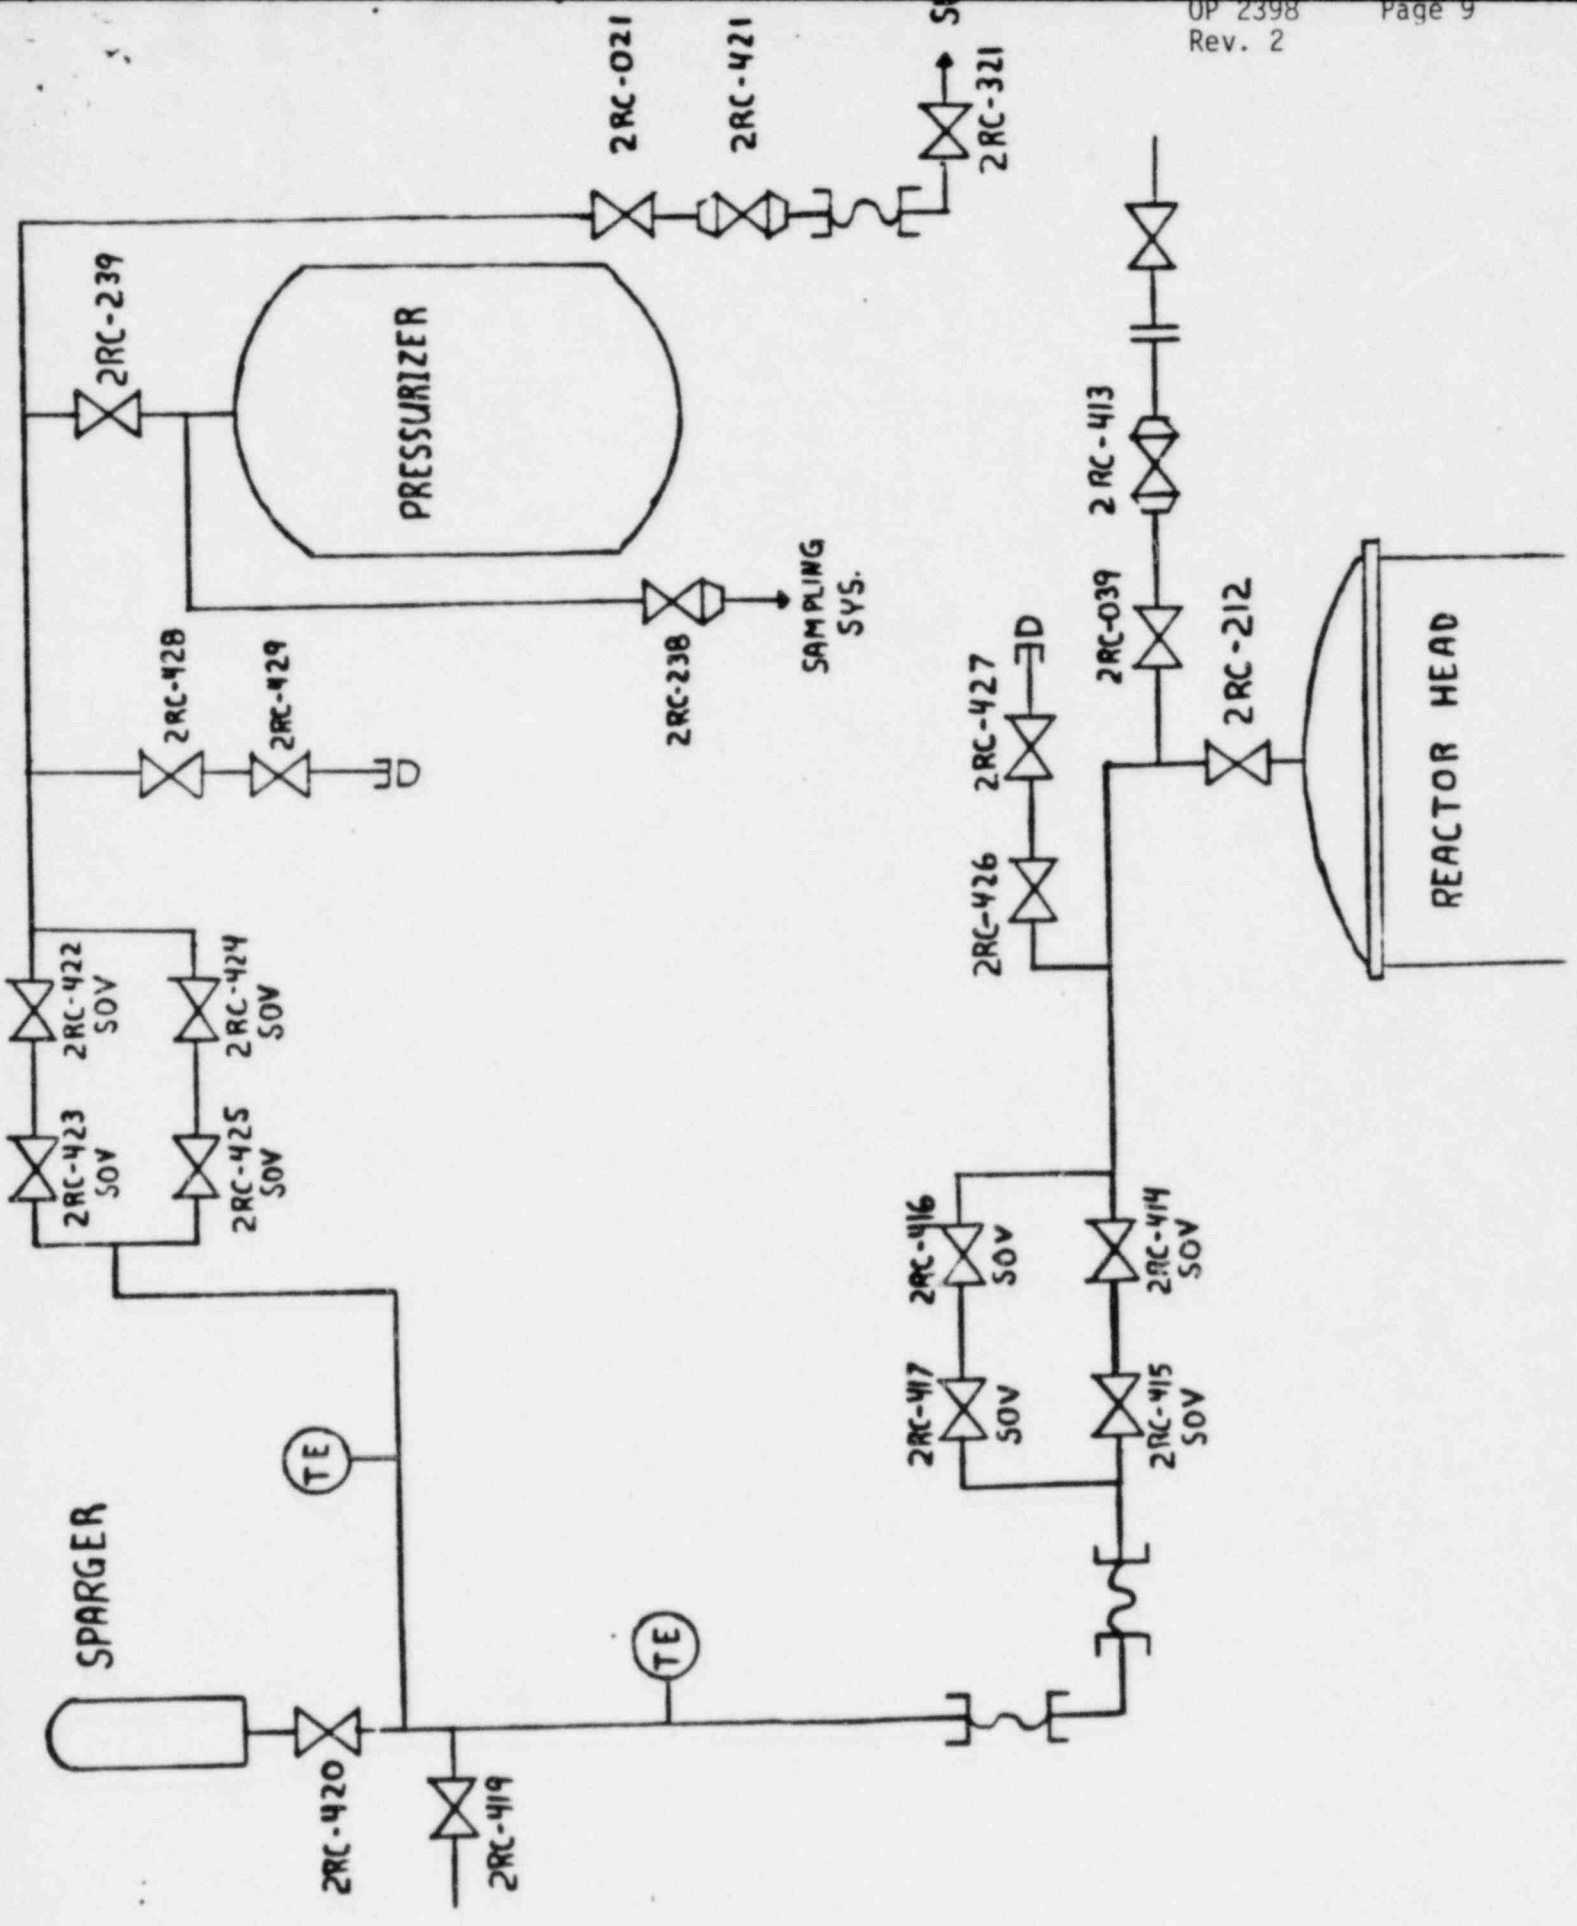 OP 2398 Page 9
Rev. 2
2RC-021
2RC-421
2RC-321
2RC-239
PRESSURIZER
2RC-428
2RC-429
2RC-238
SAMPLING
SYS.
2RC-413
2RC-039
2RC-427
2RC-426
2RC-212
REACTOR HEAD
2RC-422
SOV
2RC-424
SOV
2RC-423
SOV
2RC-425
SOV
2RC-416
SOV
2RC-414
SOV
2RC-417
SOV
2RC-415
SOV
SPARGER
TE
TE
2RC-420
2RC-419